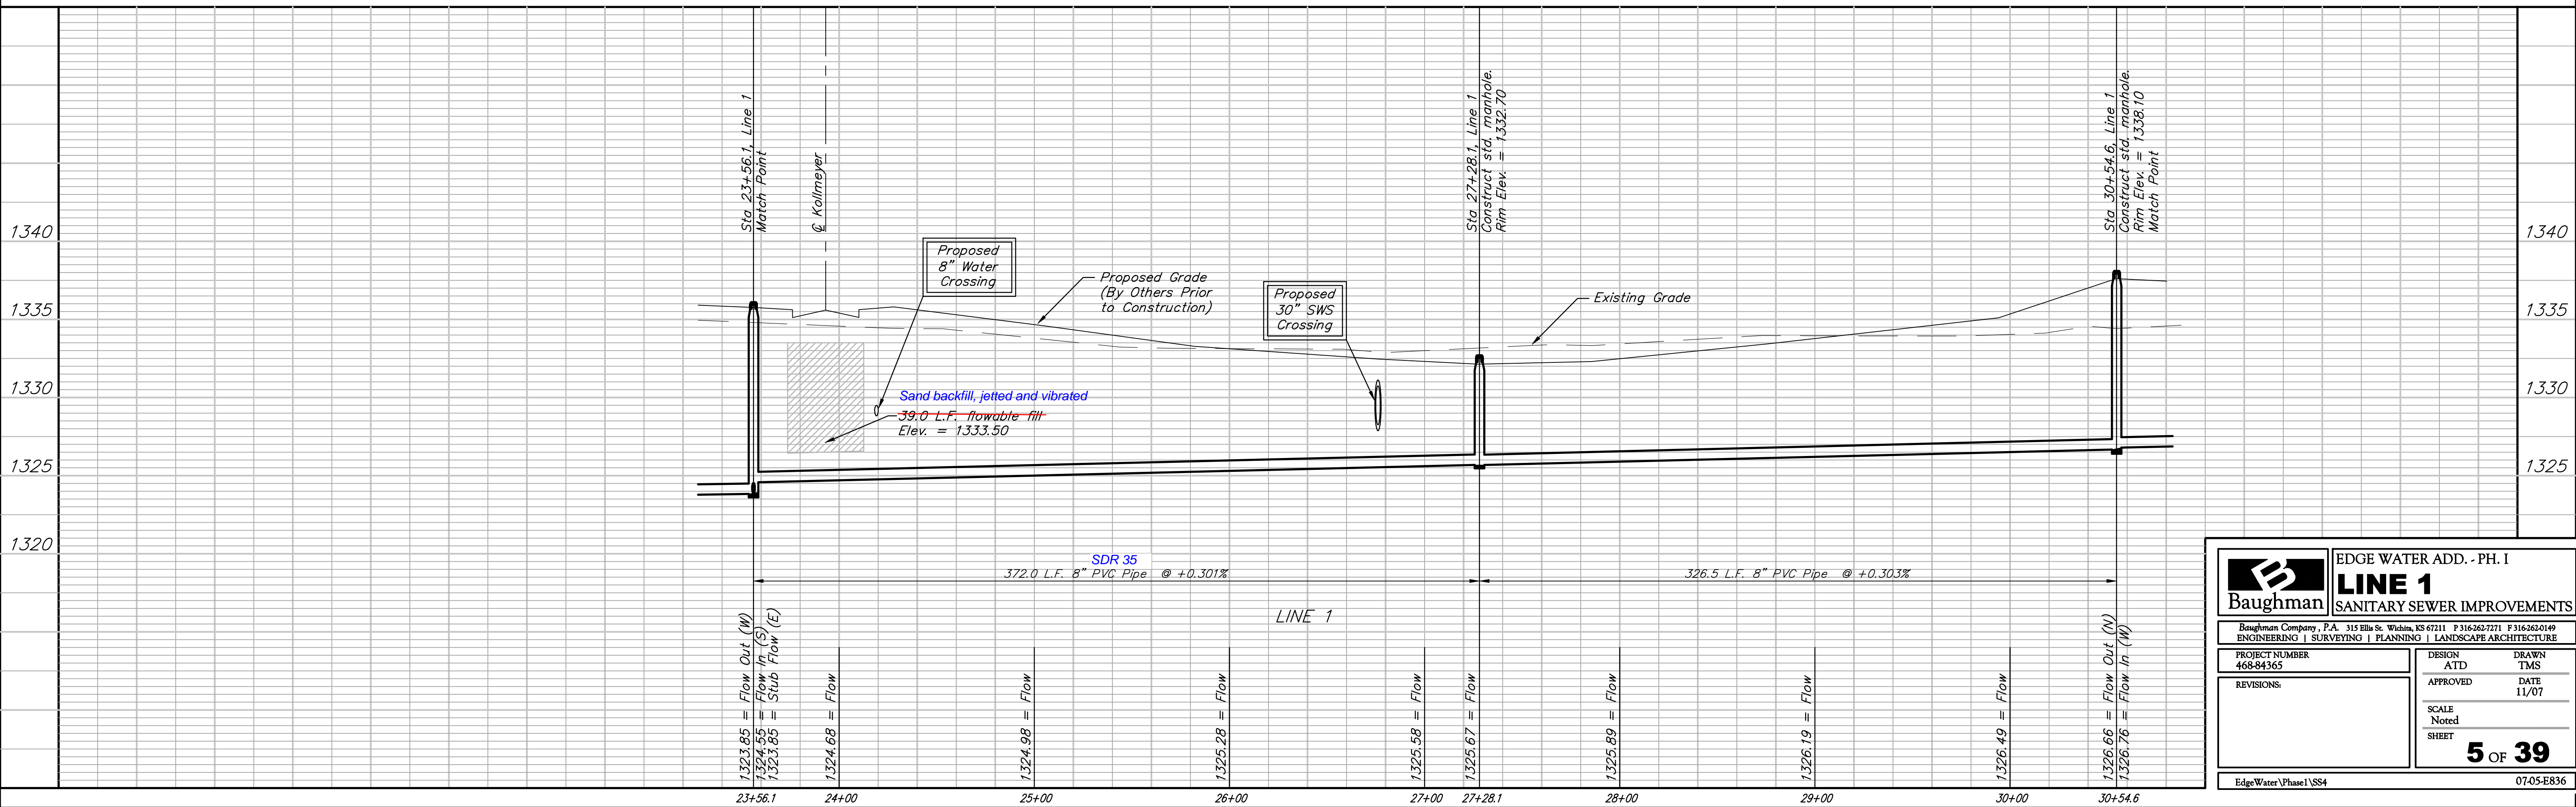 Sta 23+56.1, Line 1
Match Point
℄ Kollmeyer
Sta 27+28.1, Line 1
Construct std. manhole.
Rim Elev. = 1332.70
Sta 30+54.6, Line 1
Construct std. manhole.
Rim Elev. = 1338.10
Match Point
1340
1335
1330
1325
1320
1340
1335
1330
1325
Proposed
8" Water
Crossing
Proposed Grade
(By Others Prior
to Construction)
Proposed
30" SWS
Crossing
Existing Grade
Sand backfill, jetted and vibrated
39.0 L.F. flowable fill
Elev. = 1333.50
SDR 35
372.0 L.F. 8" PVC Pipe @ +0.301%
326.5 L.F. 8" PVC Pipe @ +0.303%
LINE 1
1323.85 = Flow Out (W)
1324.55 = Flow In (S)
1323.85 = Stub Flow (E)
1324.68 = Flow
1324.98 = Flow
1325.28 = Flow
1325.58 = Flow
1325.67 = Flow
1325.89 = Flow
1326.19 = Flow
1326.49 = Flow
1326.66 = Flow Out (N)
1326.76 = Flow In (W)
23+56.1 24+00 25+00 26+00 27+00 27+28.1 28+00 29+00 30+00 30+54.6
B
Baughman
EDGE WATER ADD. - PH. I
LINE 1
SANITARY SEWER IMPROVEMENTS
Baughman Company, P.A. 315 Ellis St. Wichita, KS 67211 P 316-262-7271 F 316-262-0149
ENGINEERING | SURVEYING | PLANNING | LANDSCAPE ARCHITECTURE
PROJECT NUMBER
468-84365
REVISIONS:
DESIGN DRAWN
ATD TMS
APPROVED DATE
11/07
SCALE
Noted
SHEET
5 OF 39
EdgeWater\Phase1\SS4 07-05-E836